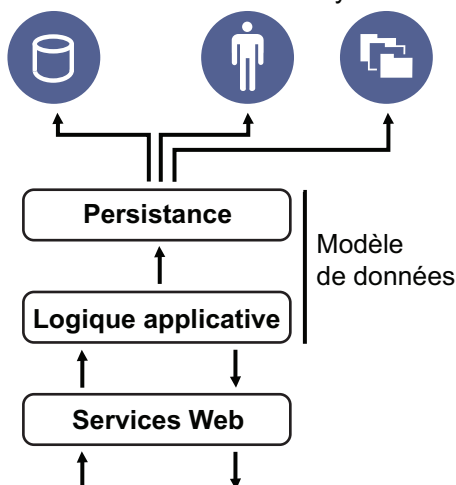 Persistance
Modèle
de données
Logique applicative
Services Web